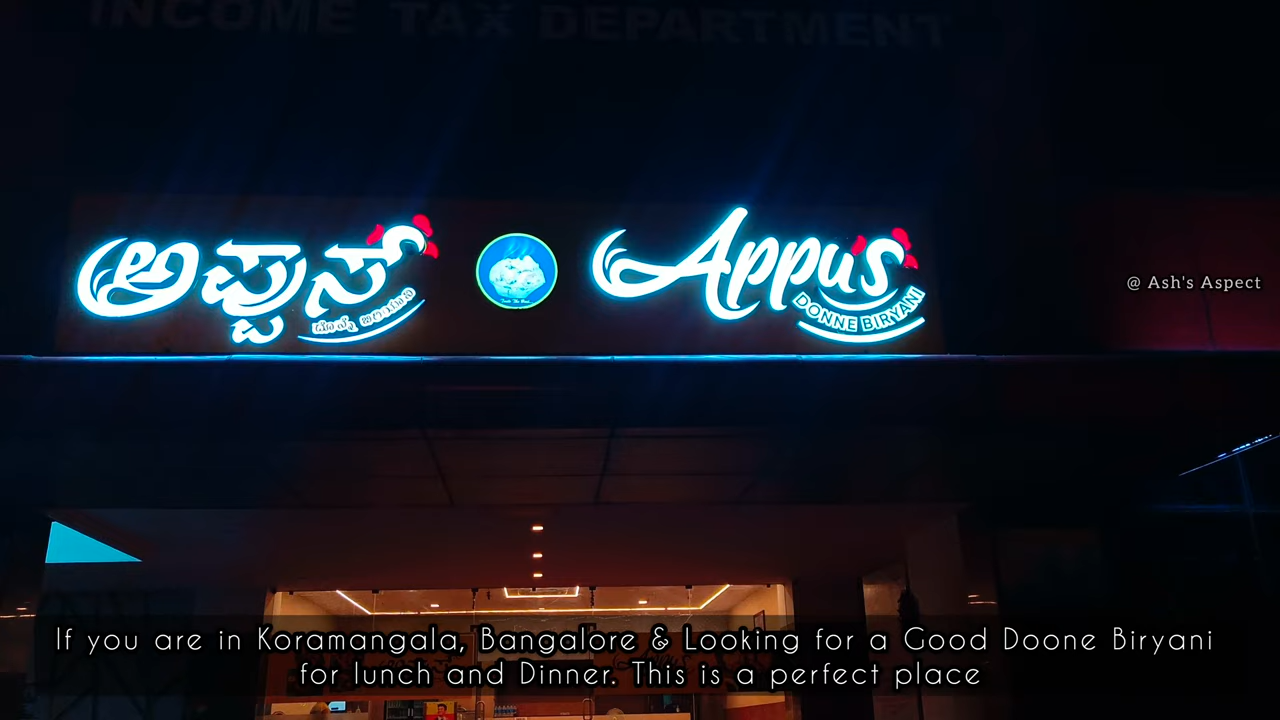 INCOME TAX DEPARTMENT
ಅಪ್ಪುಸ್
ದೊನ್ನೆ ಬಿರಿಯಾನಿ
Appu's
DONNE BIRYANI
@ Ash's Aspect
If you are in Koramangala, Bangalore & Looking for a Good Doone Biryani
for lunch and Dinner. This is a perfect place